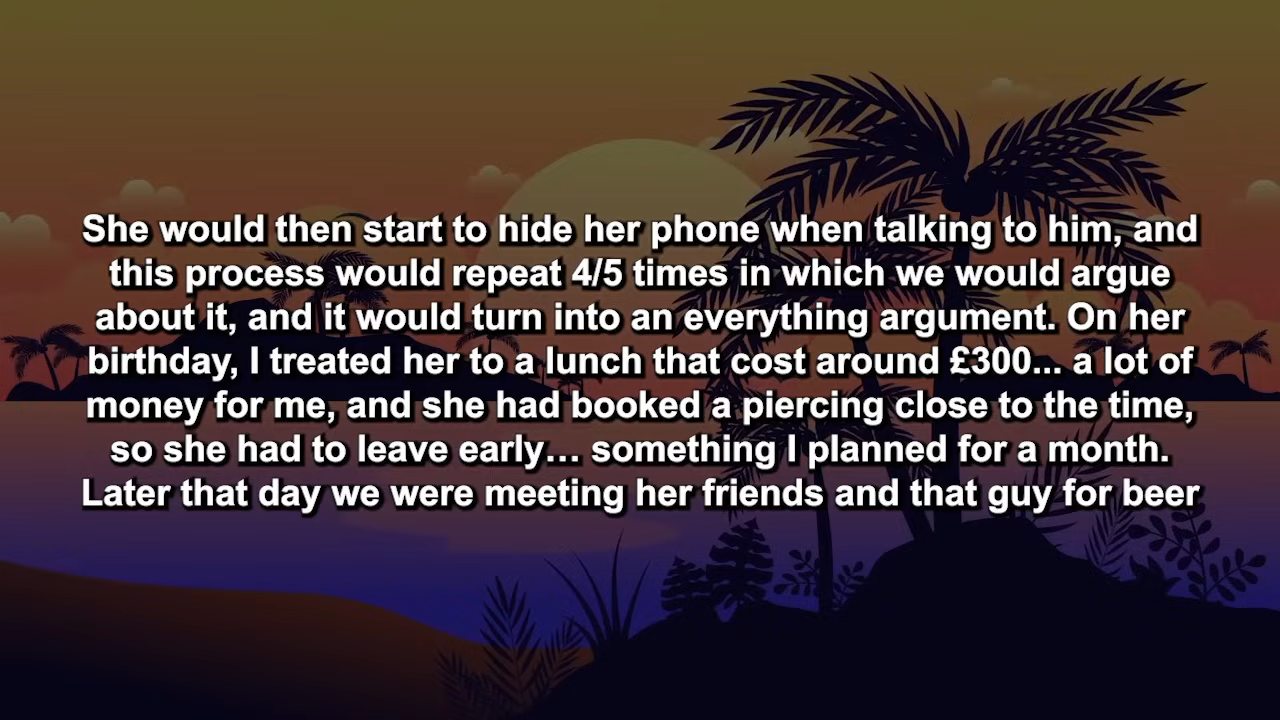 She would then start to hide her phone when talking to him, and
this process would repeat 4/5 times in which we would argue
about it, and it would turn into an everything argument. On her
birthday, I treated her to a lunch that cost around £300... a lot of
money for me, and she had booked a piercing close to the time,
so she had to leave early... something I planned for a month.
Later that day we were meeting her friends and that guy for beer